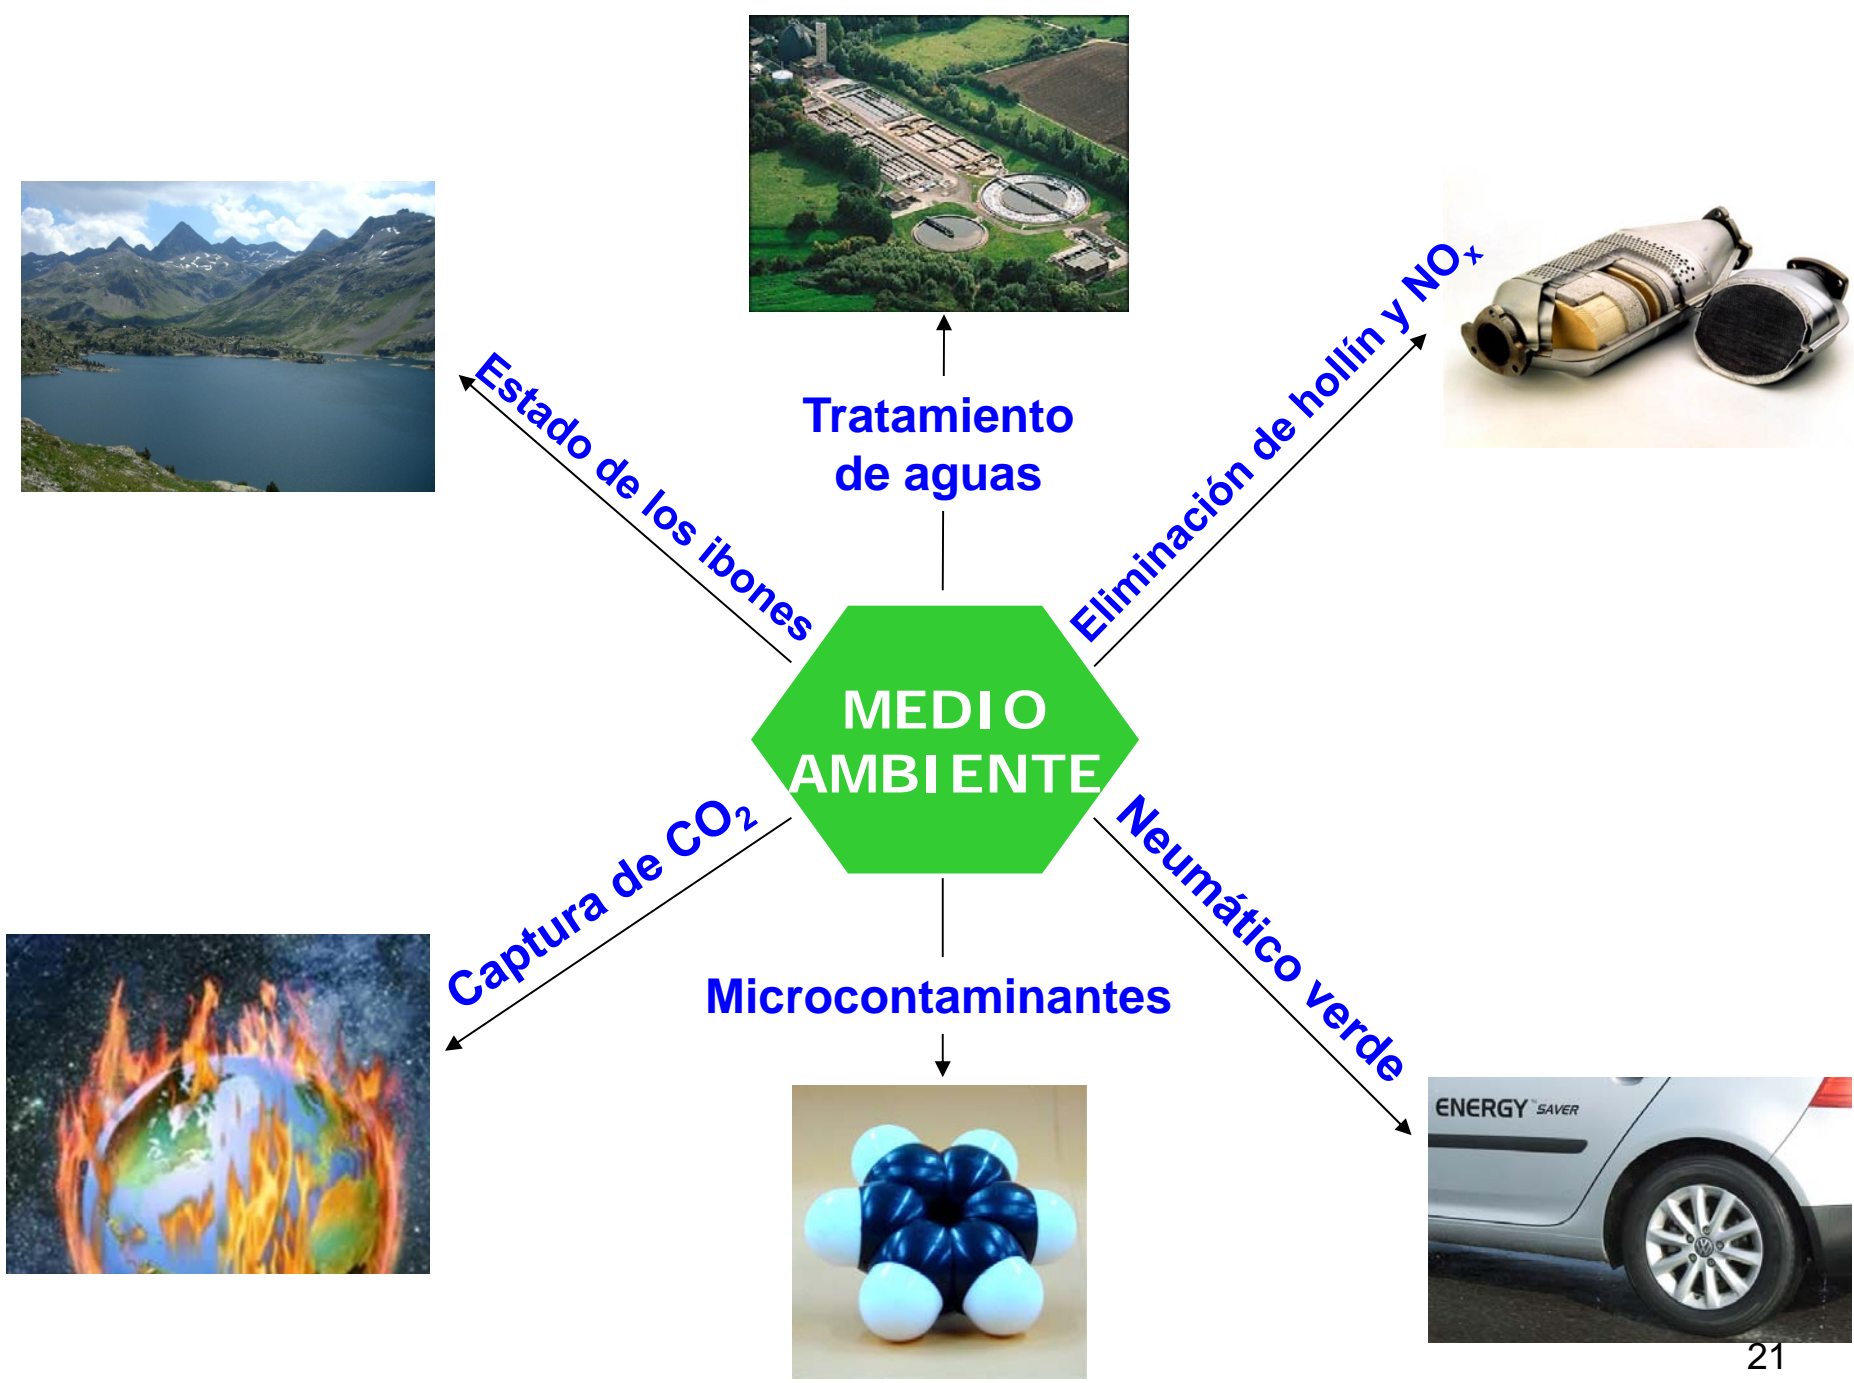 Tratamiento
de aguas
Estado de los ibones
Eliminación de hollín y NOₓ
MEDIO
AMBIENTE
Captura de CO₂
Microcontaminantes
Neumático verde
ENERGY™ SAVER
21